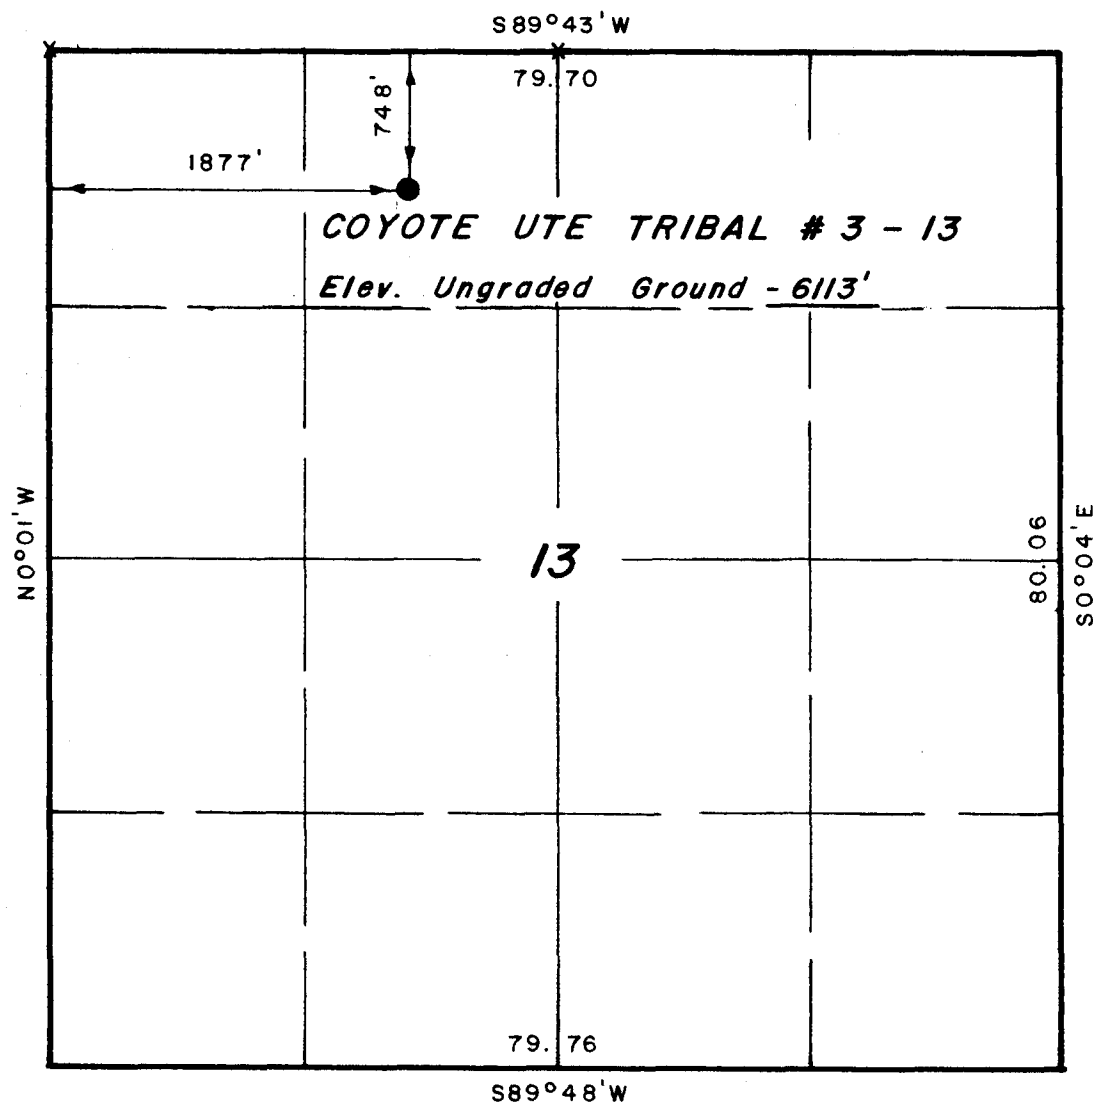 S89°43'W
79.70
748'
1877'
COYOTE UTE TRIBAL # 3 - 13
Elev. Ungraded Ground - 6113'
N0°01'W
13
80.06
S0°04'E
79.76
S89°48'W